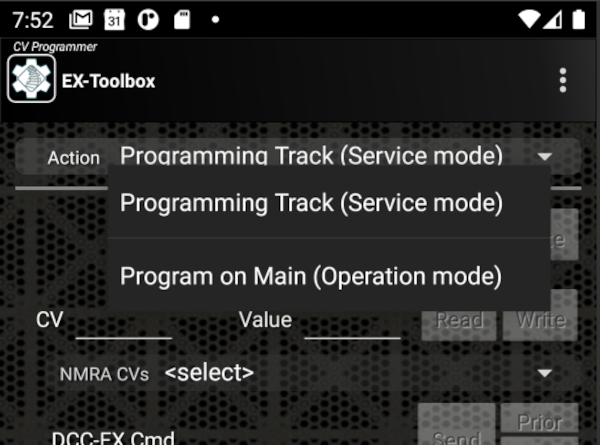 7:52
31
CV Programmer
EX-Toolbox
Action Programming Track (Service mode)
Programming Track (Service mode)
Program on Main (Operation mode)
CV Value Read Write
NMRA CVs <select>
Prior
DCC-EX Cmd Send